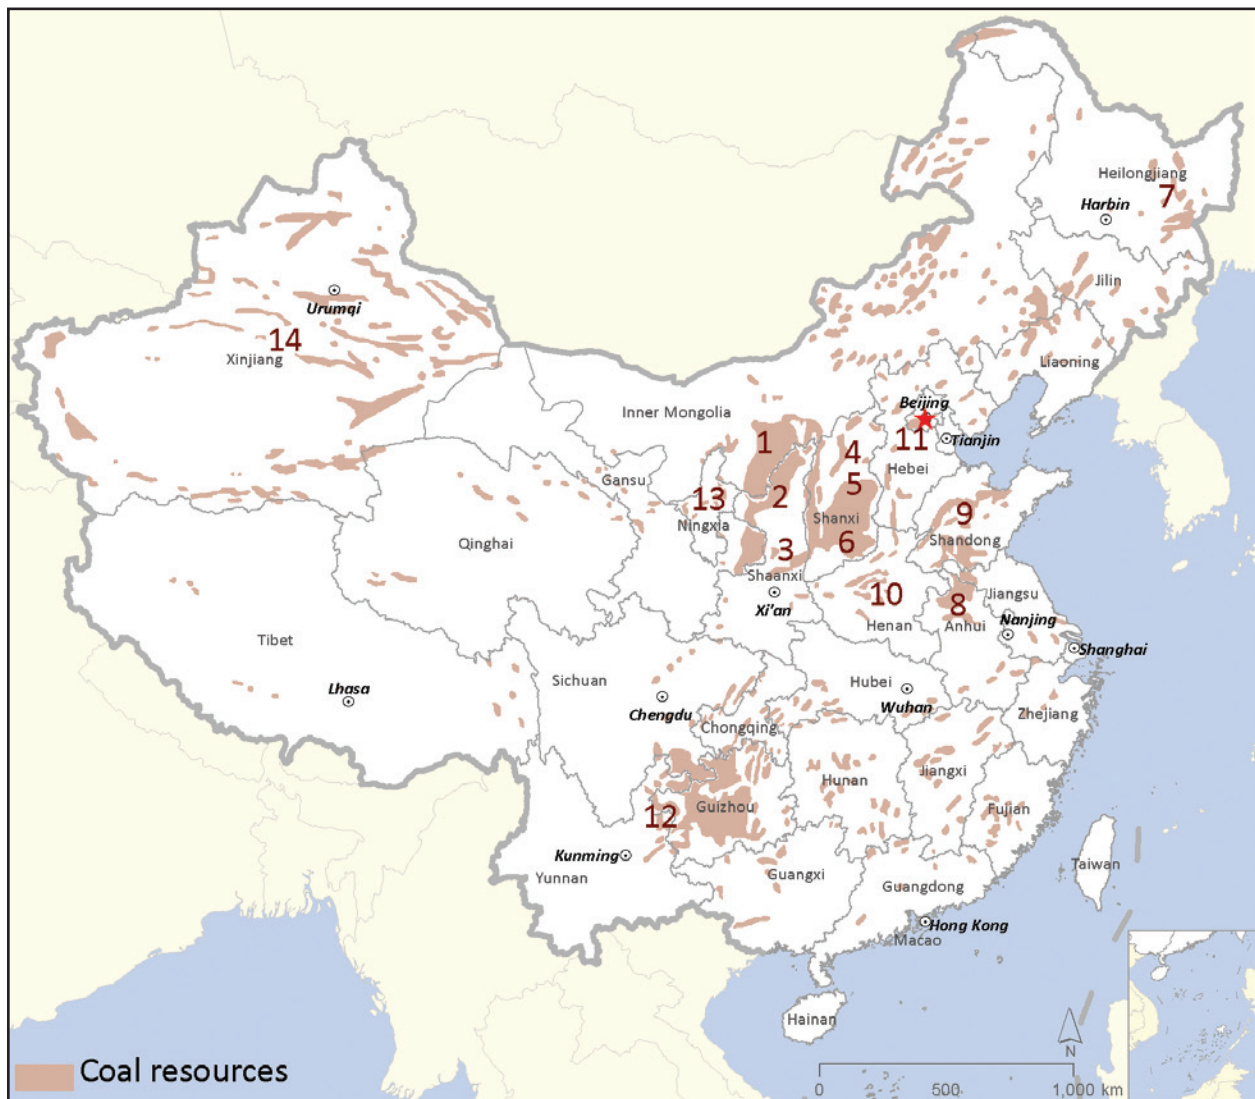 Heilongjiang
7
Harbin
Jilin
Urumqi
14
Xinjiang
Liaoning
Beijing
Inner Mongolia
1
4
11
Tianjin
Hebei
Gansu
13
2
5
9
Ningxia
Shanxi
Shandong
Qinghai
3
6
Shaanxi
Xi'an
10
8
Jiangsu
Henan
Anhui
Nanjing
Tibet
Shanghai
Sichuan
Hubei
Lhasa
Chengdu
Wuhan
Zhejiang
Chongqing
Hunan
Jiangxi
12
Guizhou
Fujian
Kunming
Yunnan
Guangxi
Guangdong
Taiwan
Hong Kong
Macao
Hainan
N
Coal resources
0 500 1,000 km